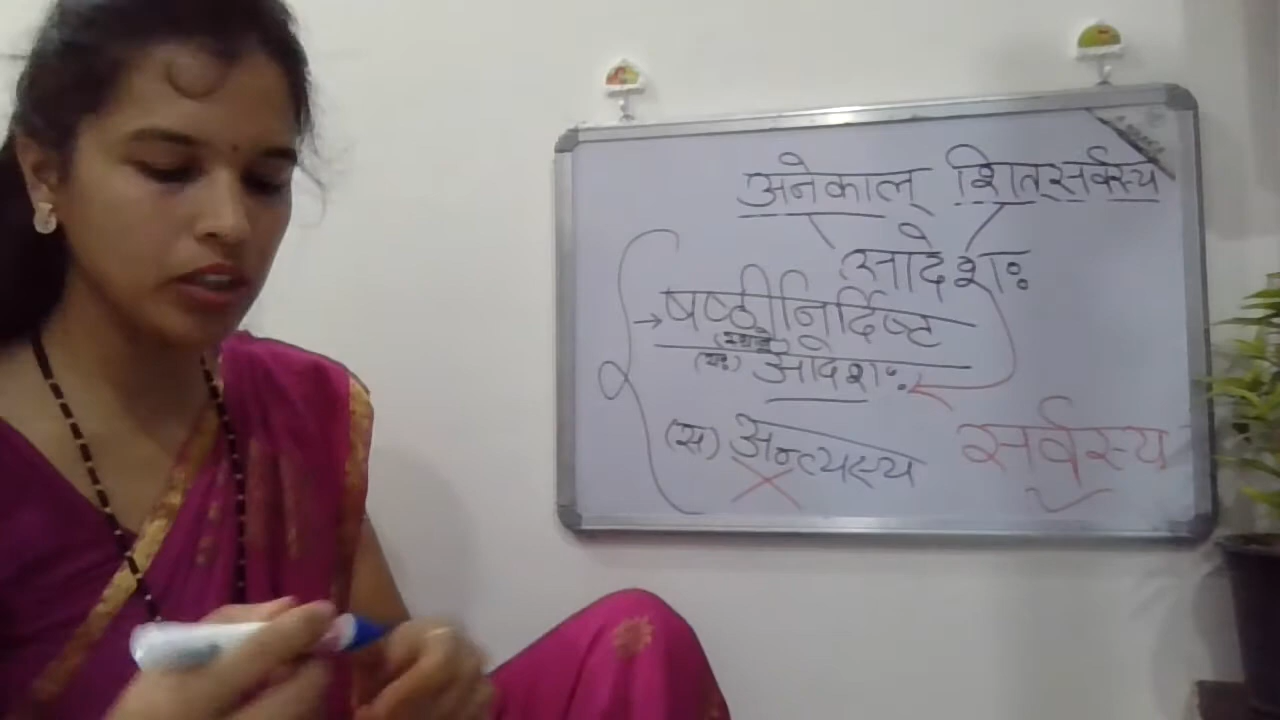 अनेकाल् शित्सर्वस्य
आदेशः
→ षष्ठीनिर्दिष्ट
(स्थाने)
आदेशः
(स) अन्त्यस्य सर्वस्य